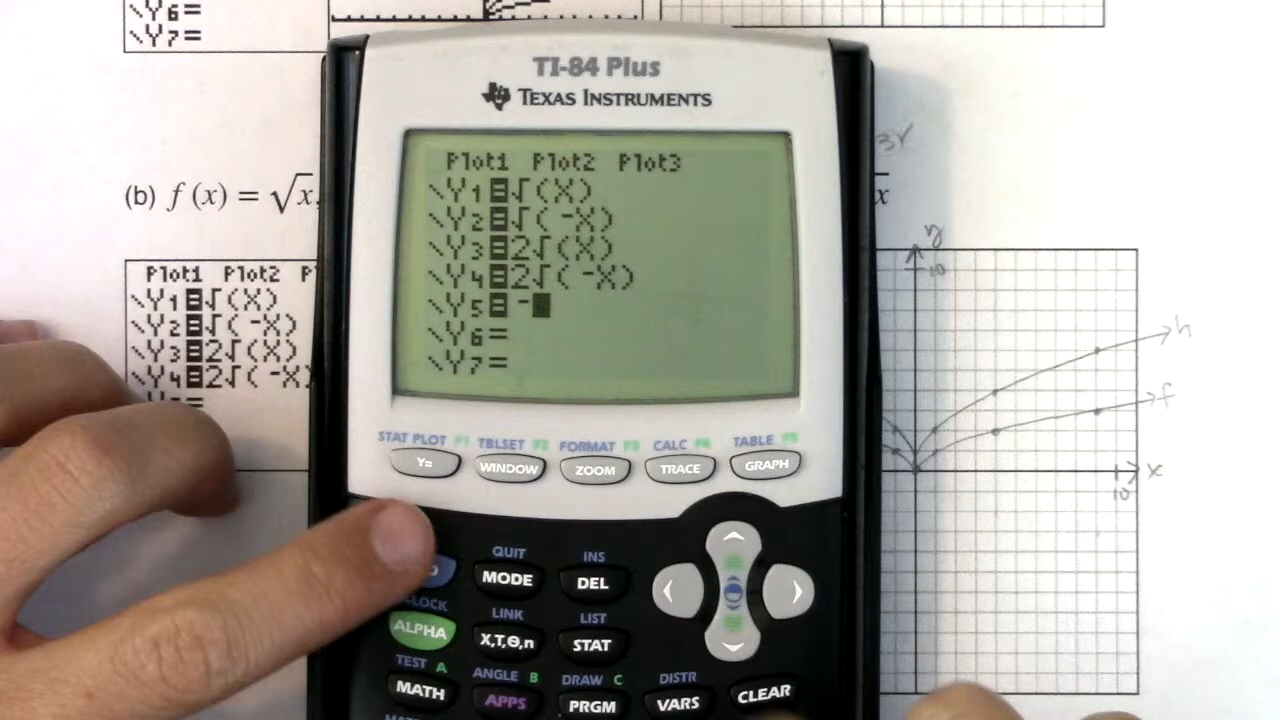 \Y6=
\Y7=
TI-84 Plus
TEXAS INSTRUMENTS
Plot1 Plot2 Plot3
\Y1=√(X)
\Y2=√(-X)
\Y3=2√(X)
\Y4=2√(-X)
\Y5=-
\Y6=
\Y7=
(b) f(x) = √x,
x
Plot1 Plot2 P
\Y1=√(X)
\Y2=√(-X)
\Y3=2√(X)
\Y4=2√(-X)
y
10
h
f
x
10
STAT PLOT F1 TBLSET F2 FORMAT F3 CALC F4 TABLE F5
Y= WINDOW ZOOM TRACE GRAPH
QUIT INS
MODE DEL
LINK LIST
ALPHA X,T,Θ,n STAT
TEST A ANGLE B DRAW C DISTR
MATH APPS PRGM VARS CLEAR